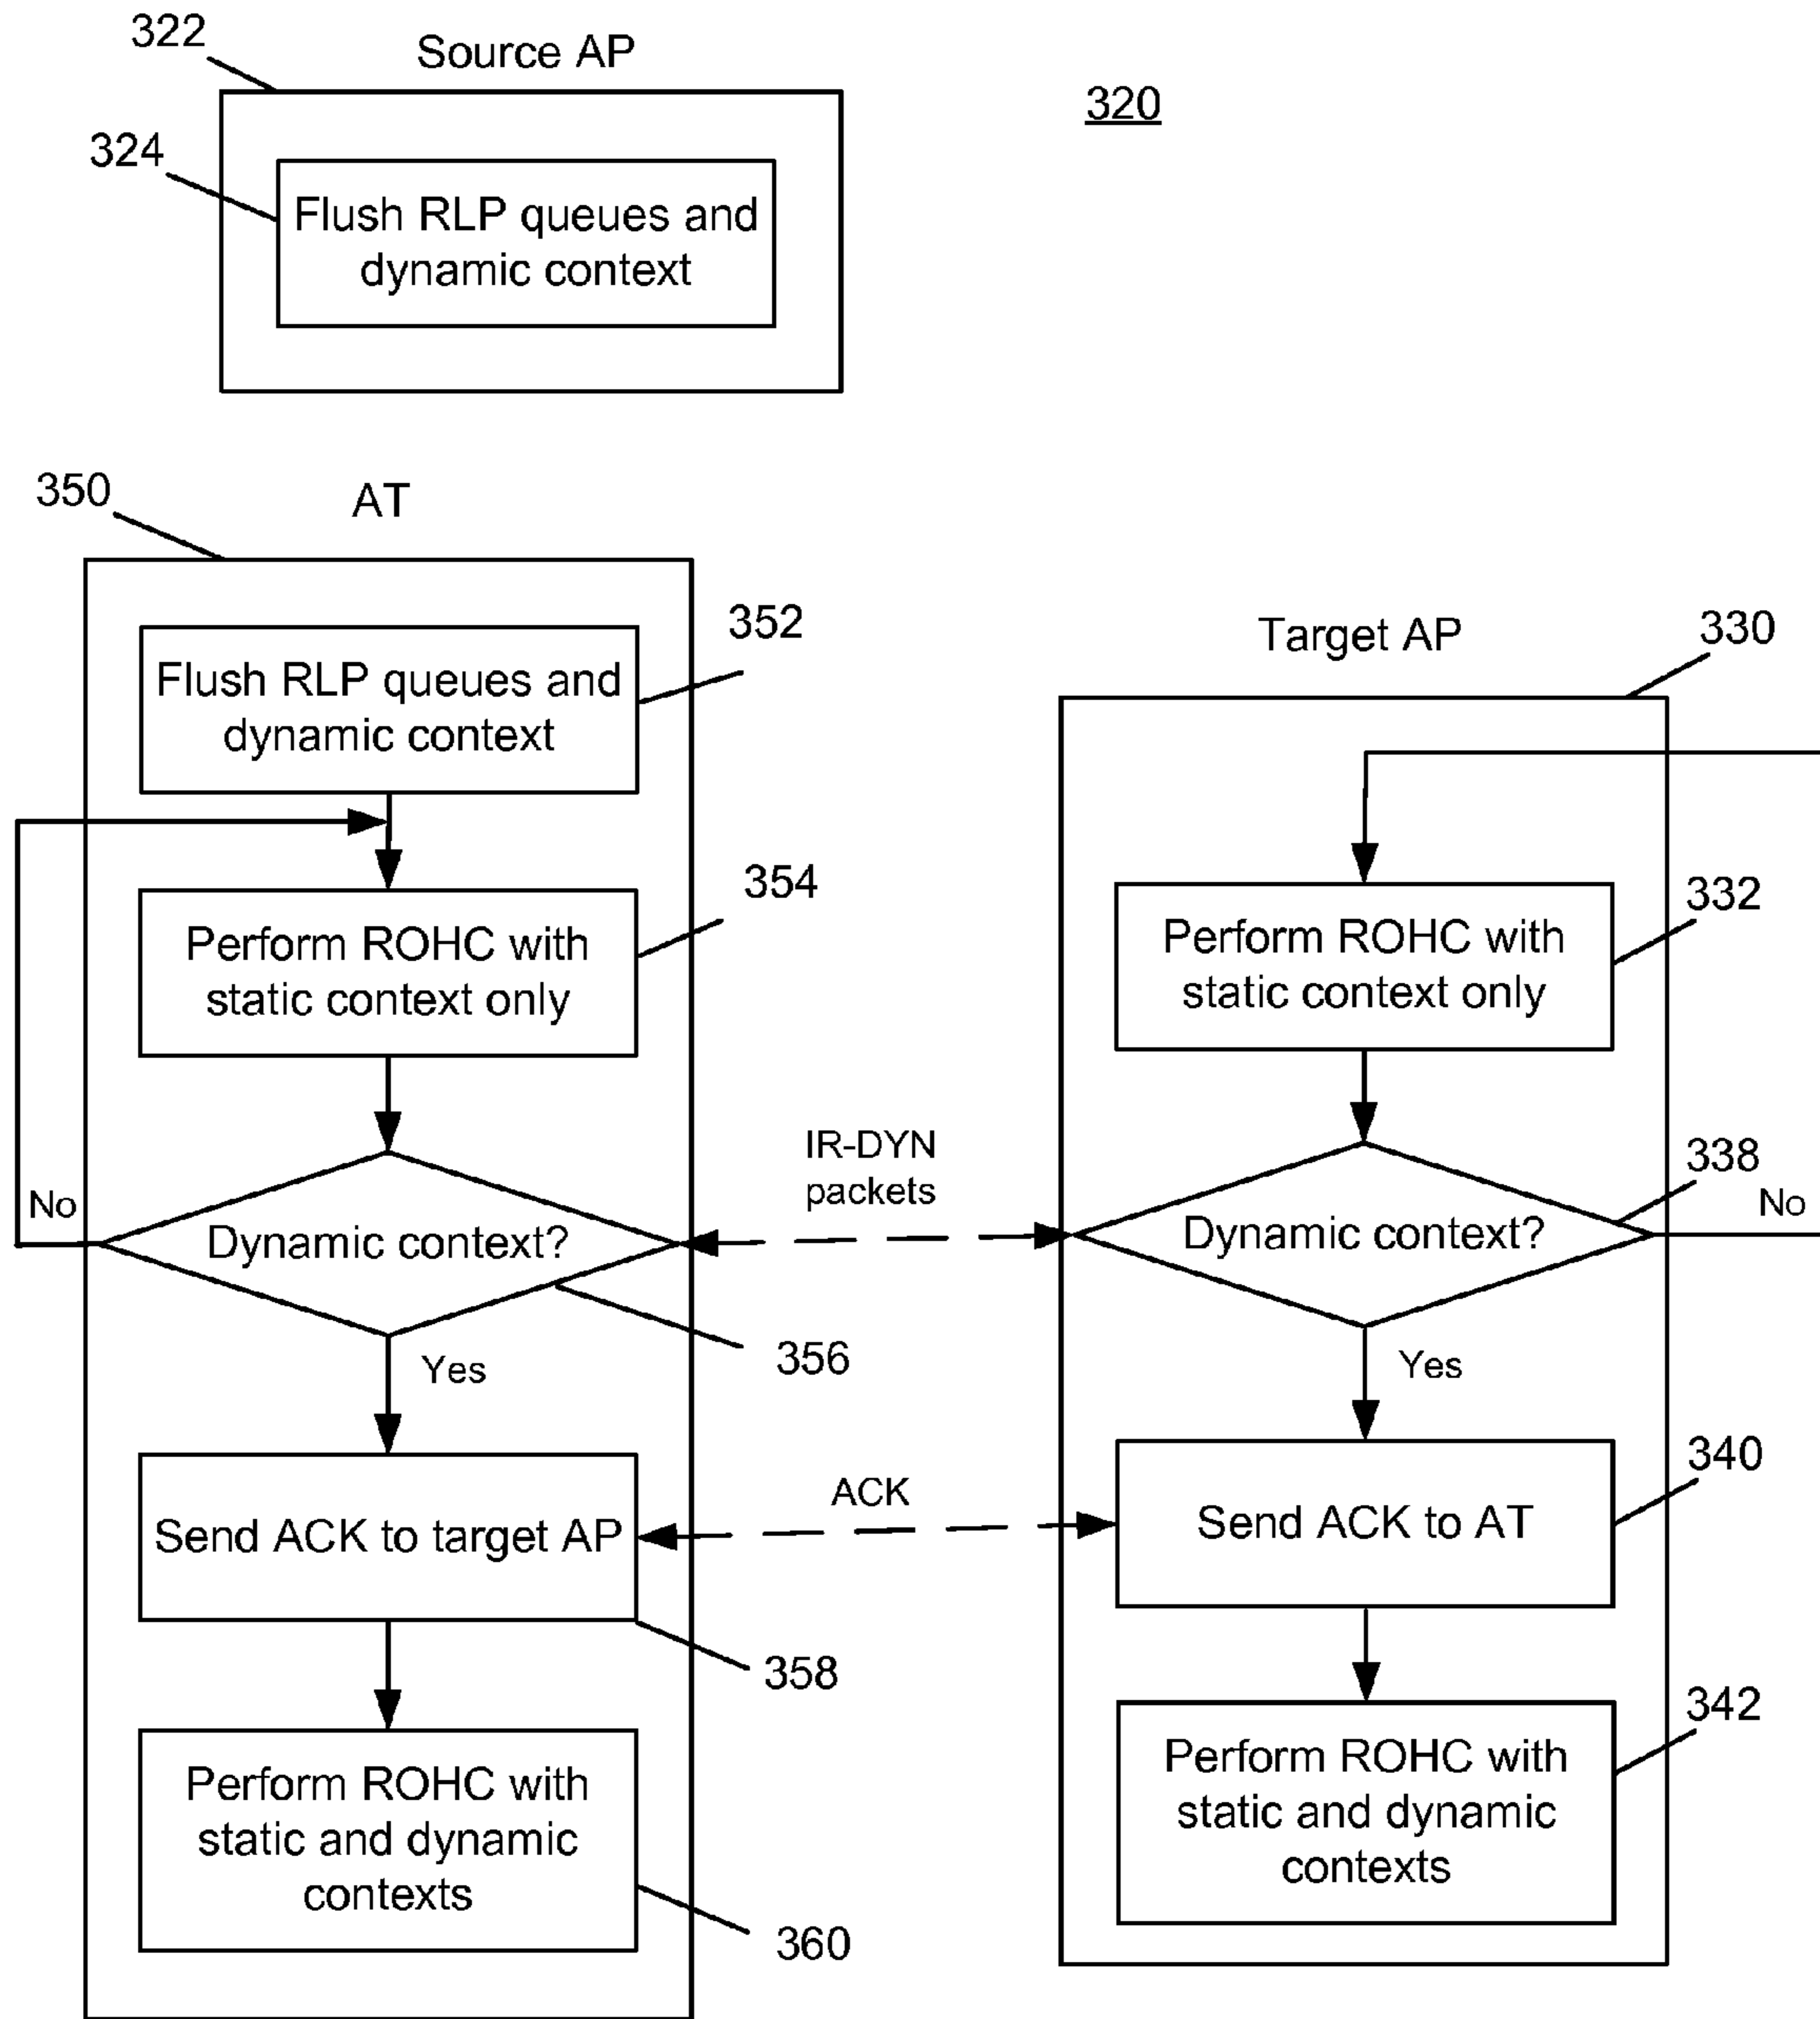 322
Source AP
320
324
Flush RLP queues and
dynamic context
350
AT
352
Flush RLP queues and
dynamic context
Target AP
330
354
Perform ROHC with
static context only
332
Perform ROHC with
static context only
IR-DYN
packets
338
No
Dynamic context?
Dynamic context?
No
356
Yes
Yes
340
ACK
Send ACK to target AP
Send ACK to AT
358
342
Perform ROHC with
static and dynamic
contexts
Perform ROHC with
static and dynamic
contexts
360